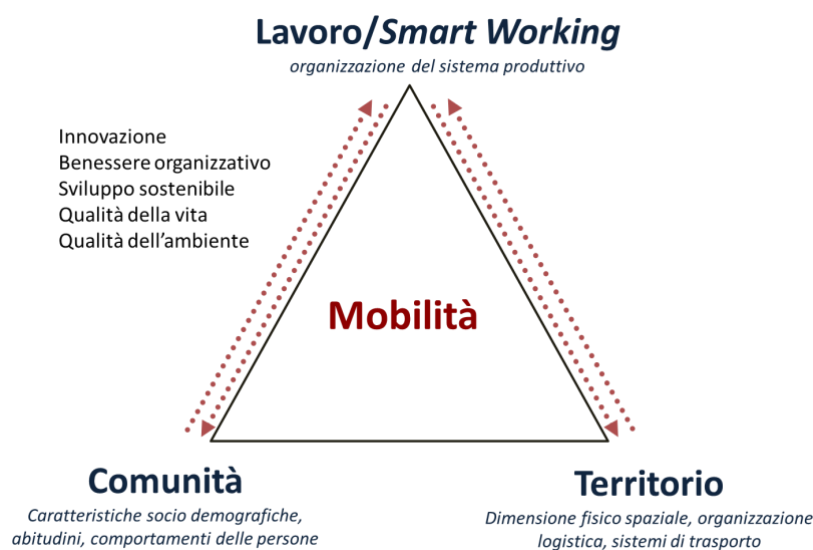 Lavoro/Smart Working
organizzazione del sistema produttivo
Innovazione
Benessere organizzativo
Sviluppo sostenibile
Qualità della vita
Qualità dell'ambiente
Mobilità
Comunità
Caratteristiche socio demografiche,
abitudini, comportamenti delle persone
Territorio
Dimensione fisico spaziale, organizzazione
logistica, sistemi di trasporto